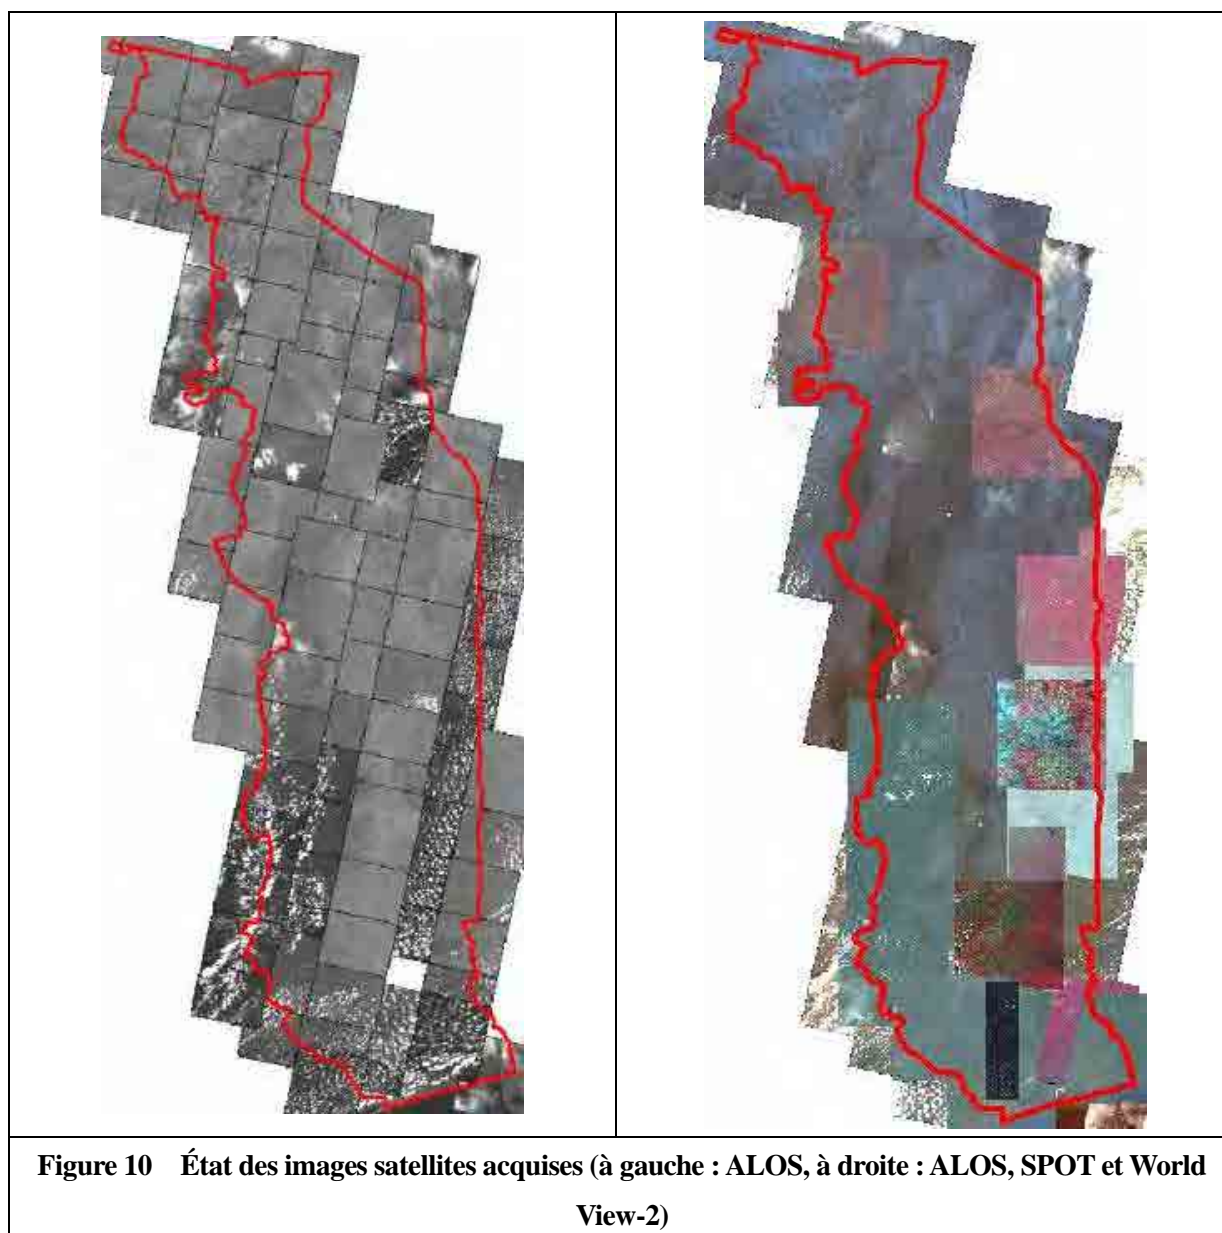 Figure 10 État des images satellites acquises (à gauche : ALOS, à droite : ALOS, SPOT et World
View-2)